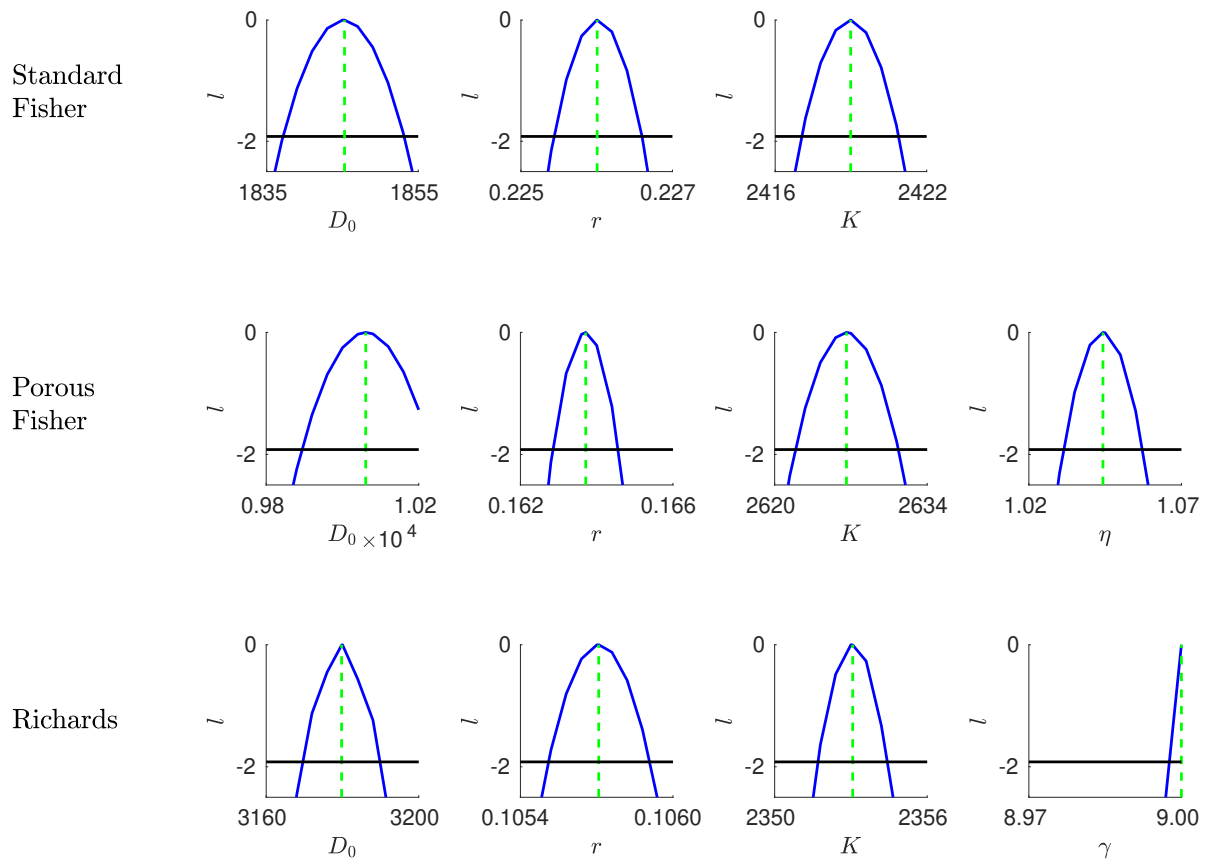 Standard
Fisher
l
0
-2
1835
1855
D₀
l
0
-2
0.225
0.227
r
l
0
-2
2416
2422
K
Porous
Fisher
l
0
-2
0.98
1.02
D₀ ×10⁴
l
0
-2
0.162
0.166
r
l
0
-2
2620
2634
K
l
0
-2
1.02
1.07
η
Richards
l
0
-2
3160
3200
D₀
l
0
-2
0.1054
0.1060
r
l
0
-2
2350
2356
K
l
0
-2
8.97
9.00
γ